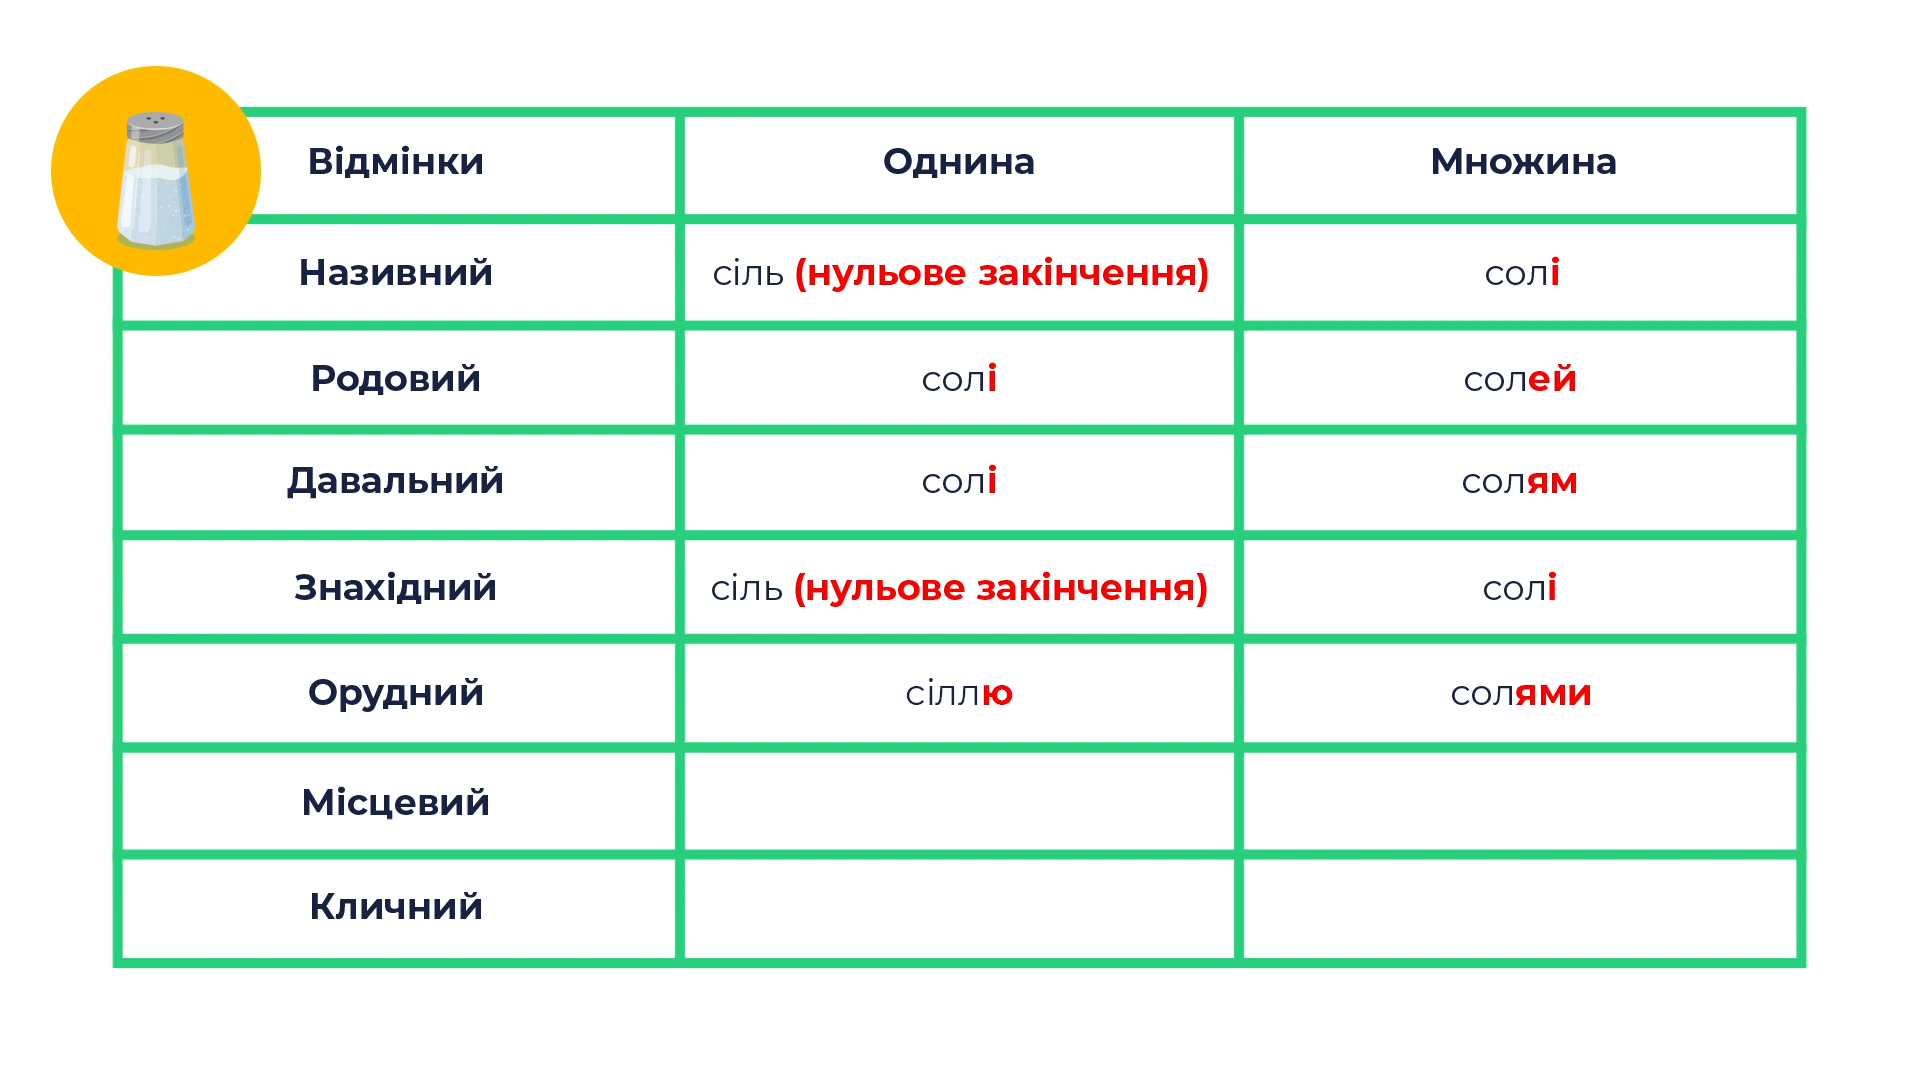 Відмінки Однина Множина
Називний сіль (нульове закінчення) солі
Родовий солі солей
Давальний солі солям
Знахідний сіль (нульове закінчення) солі
Орудний сіллю солями
Місцевий
Кличний